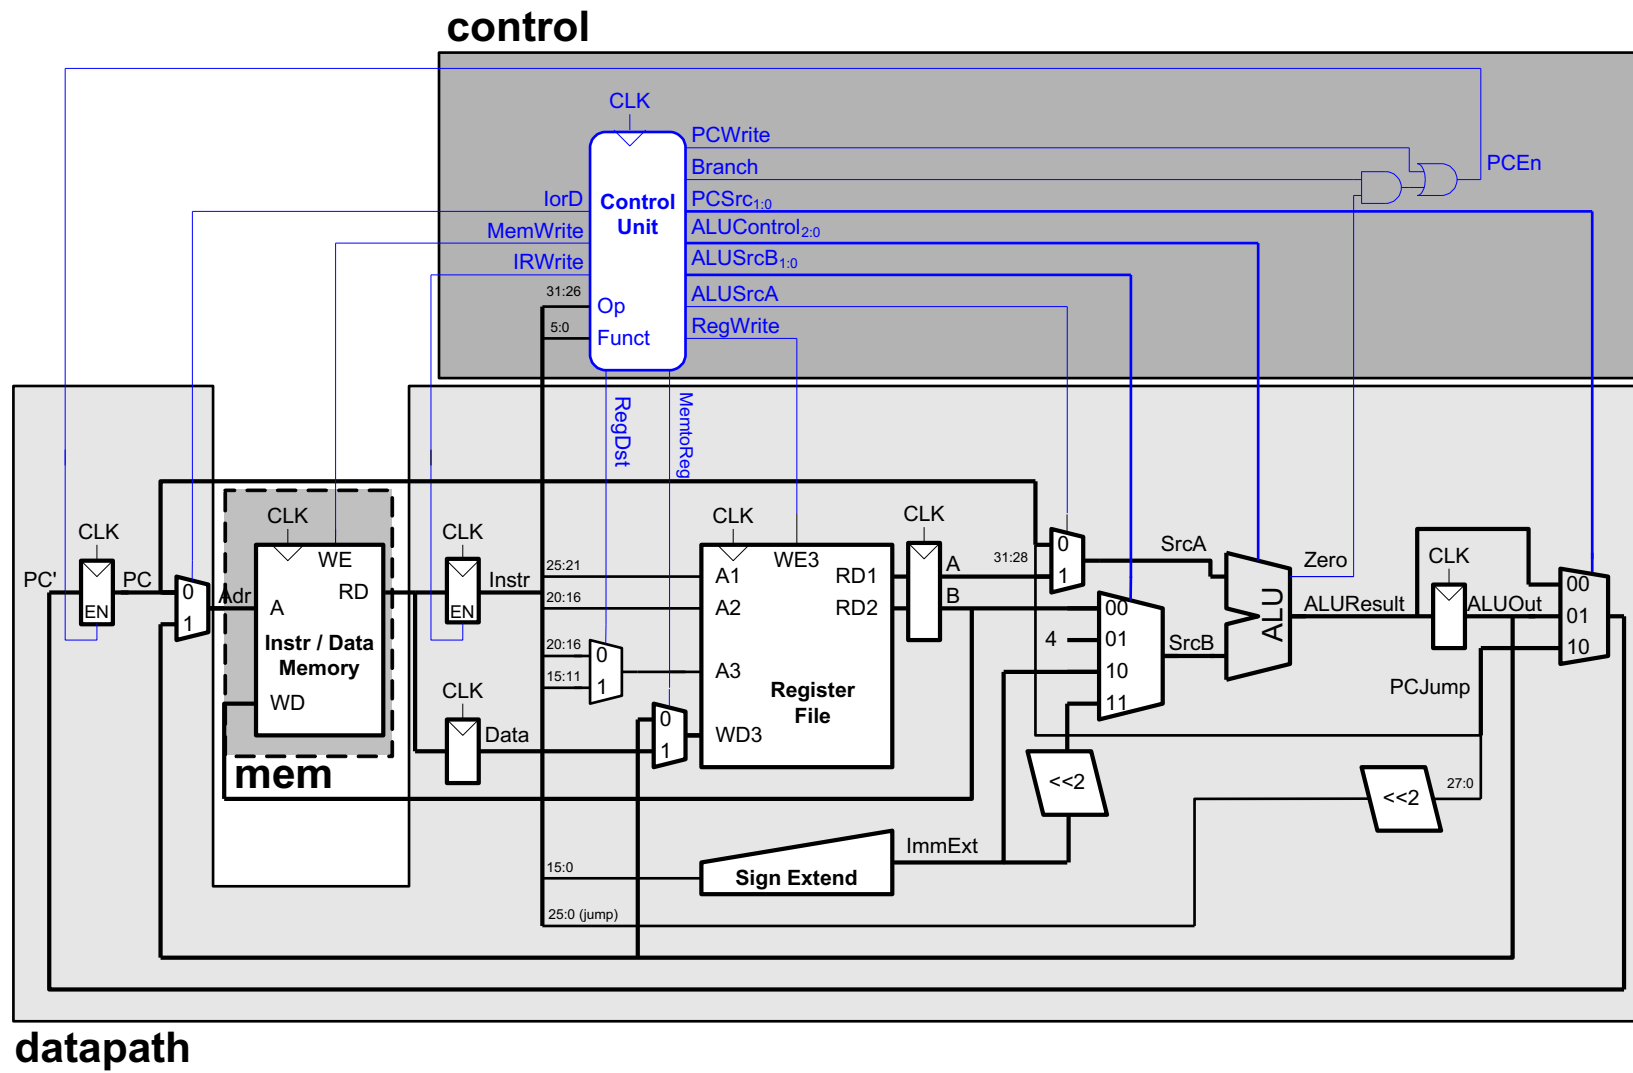 control
CLK
PCWrite
Branch
PCEn
IorD
Control
Unit
PCSrc1:0
MemWrite
ALUControl2:0
IRWrite
ALUSrcB1:0
31:26
Op
ALUSrcA
5:0
Funct
RegWrite
RegDst
MemtoReg
CLK
CLK
WE
CLK
CLK
WE3
CLK
0
SrcA
Zero
CLK
PC'
PC
EN
0
1
Adr
A
RD
Instr / Data
Memory
WD
EN
Instr
25:21
A1
RD1
A
31:28
1
20:16
A2
RD2
B
00
4
01
SrcB
10
11
ALU
ALUResult
ALUOut
00
01
10
PCJump
20:16
0
15:11
1
A3
Register
File
CLK
Data
0
1
WD3
mem
<<2
<<2
27:0
ImmExt
15:0
Sign Extend
25:0 (jump)
datapath